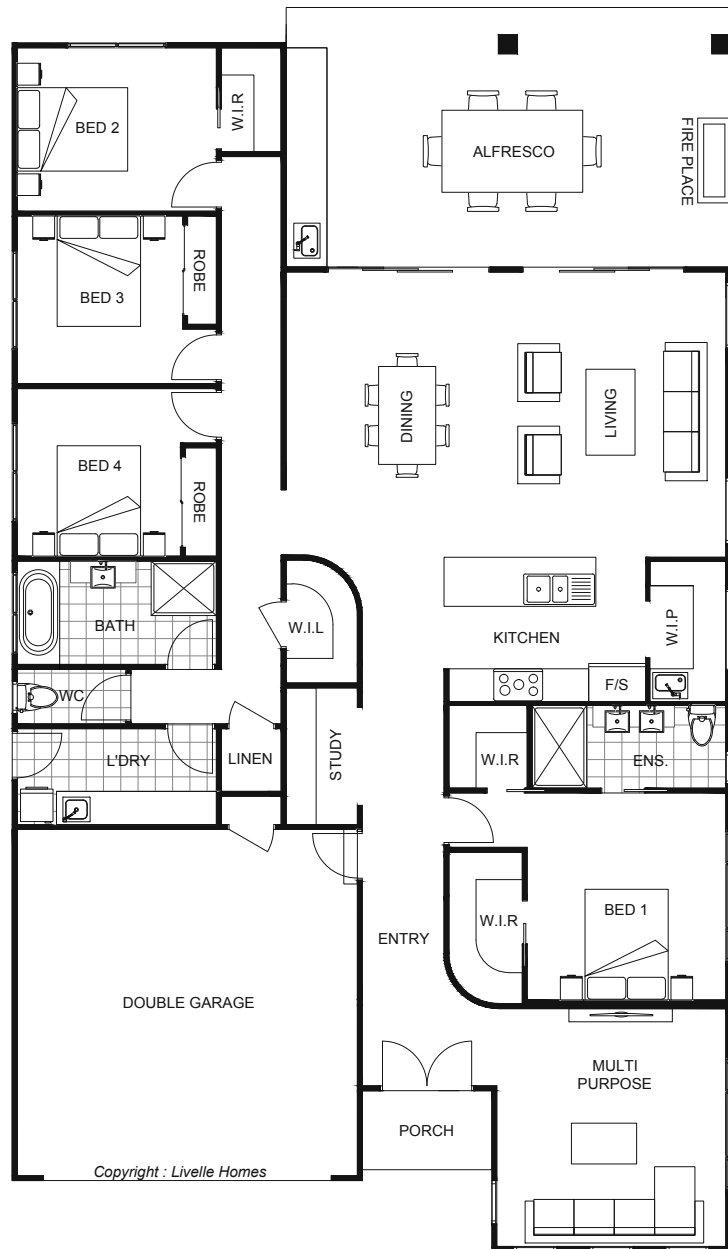 BED 2
W.I.R
ALFRESCO
FIRE PLACE
BED 3
ROBE
DINING
LIVING
BED 4
ROBE
BATH
W.I.L
KITCHEN
W.I.P
F/S
WC
L'DRY
LINEN
STUDY
W.I.R
ENS.
W.I.R
BED 1
ENTRY
DOUBLE GARAGE
MULTI
PURPOSE
PORCH
Copyright : Livelle Homes